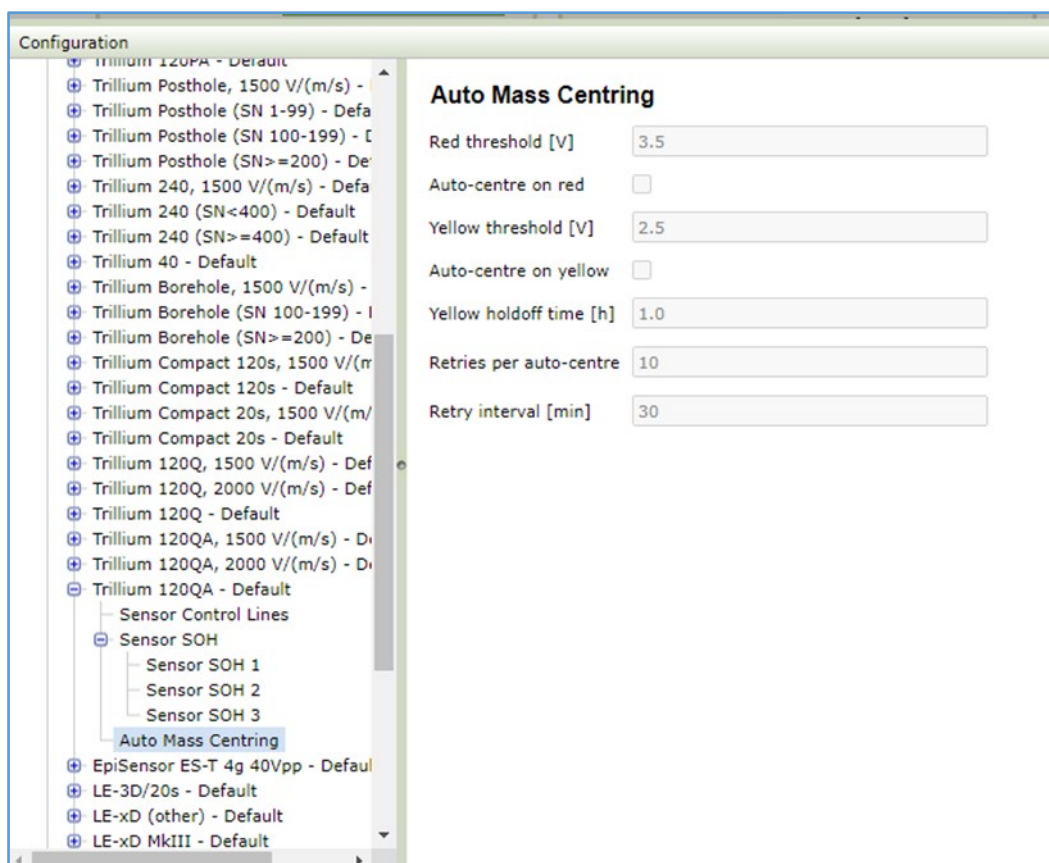 Configuration
Trillium 120PA - Default
Trillium Posthole, 1500 V/(m/s) -
Trillium Posthole (SN 1-99) - Defa
Trillium Posthole (SN 100-199) - D
Trillium Posthole (SN>=200) - De
Trillium 240, 1500 V/(m/s) - Defa
Trillium 240 (SN<400) - Default
Trillium 240 (SN>=400) - Default
Trillium 40 - Default
Trillium Borehole, 1500 V/(m/s) -
Trillium Borehole (SN 100-199) -
Trillium Borehole (SN>=200) - De
Trillium Compact 120s, 1500 V/(m
Trillium Compact 120s - Default
Trillium Compact 20s, 1500 V/(m/
Trillium Compact 20s - Default
Trillium 120Q, 1500 V/(m/s) - Def
Trillium 120Q, 2000 V/(m/s) - Def
Trillium 120Q - Default
Trillium 120QA, 1500 V/(m/s) - D
Trillium 120QA, 2000 V/(m/s) - D
Trillium 120QA - Default
Sensor Control Lines
Sensor SOH
Sensor SOH 1
Sensor SOH 2
Sensor SOH 3
Auto Mass Centring
EpiSensor ES-T 4g 40Vpp - Defaul
LE-3D/20s - Default
LE-xD (other) - Default
LE-xD MkIII - Default
Auto Mass Centring
Red threshold [V] 3.5
Auto-centre on red
Yellow threshold [V] 2.5
Auto-centre on yellow
Yellow holdoff time [h] 1.0
Retries per auto-centre 10
Retry interval [min] 30